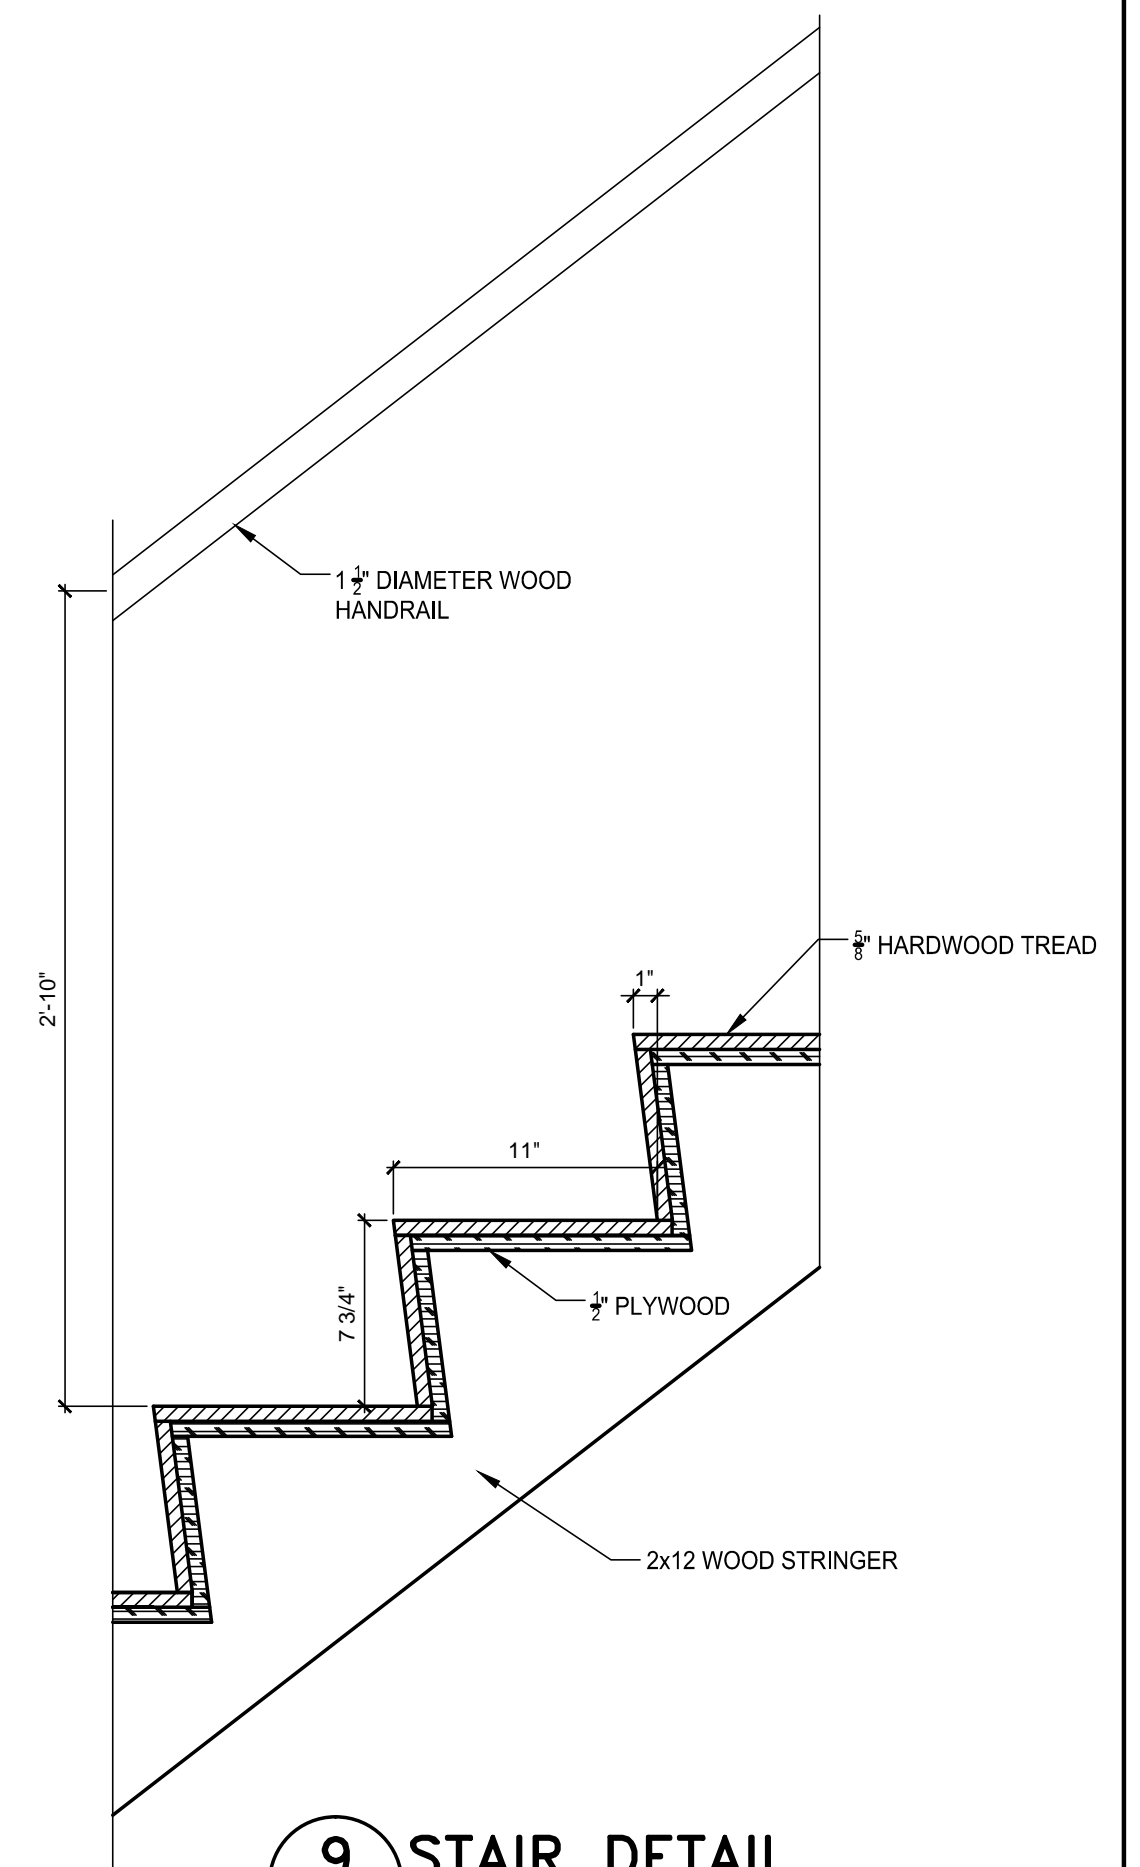 1 1/2" DIAMETER WOOD
HANDRAIL
2'-10"
5/8" HARDWOOD TREAD
1"
11"
7 3/4"
1/2" PLYWOOD
2x12 WOOD STRINGER
9 STAIR DETAIL